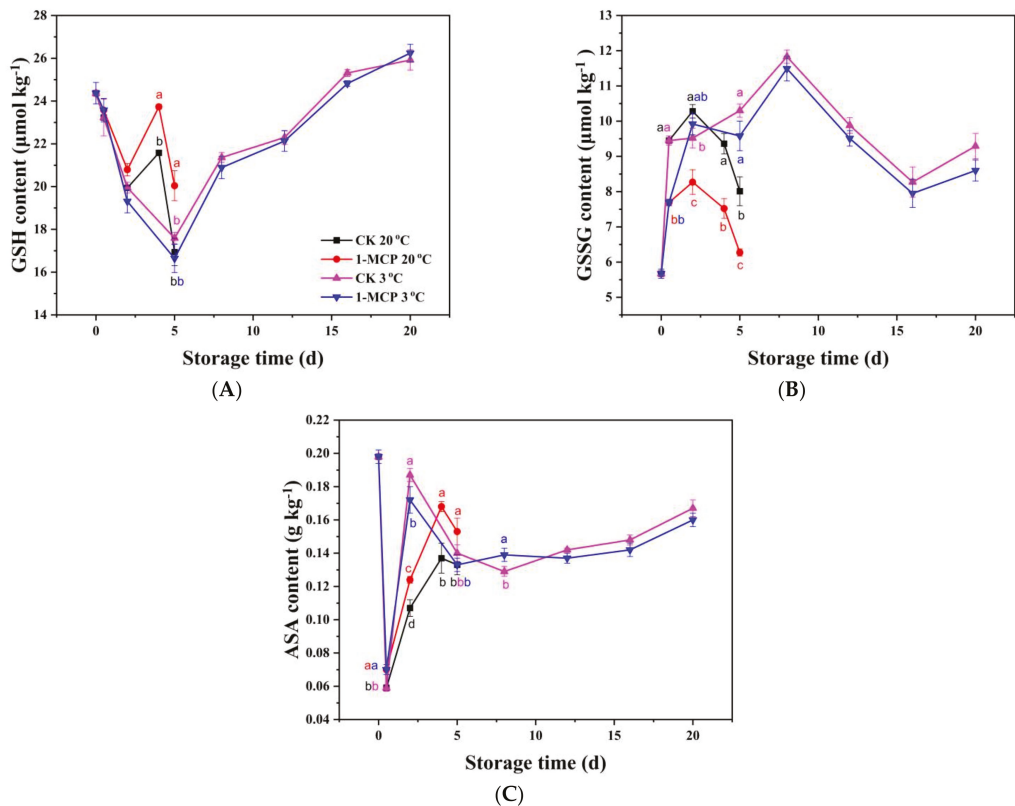 28
26
24
22
20
18
16
14
GSH content (μmol kg⁻¹)
a
b
a
b
bb
CK 20 °C
1-MCP 20 °C
CK 3 °C
1-MCP 3 °C
0 5 10 15 20
Storage time (d)
(A)
13
12
11
10
9
8
7
6
5
GSSG content (μmol kg⁻¹)
aa
aab
b
a
a
a
b
bb
c
b
c
0 5 10 15 20
Storage time (d)
(B)
0.22
0.20
0.18
0.16
0.14
0.12
0.10
0.08
0.06
0.04
ASA content (g kg⁻¹)
a
b
a
a
c
d
b
bbb
a
b
aa
bb
0 5 10 15 20
Storage time (d)
(C)